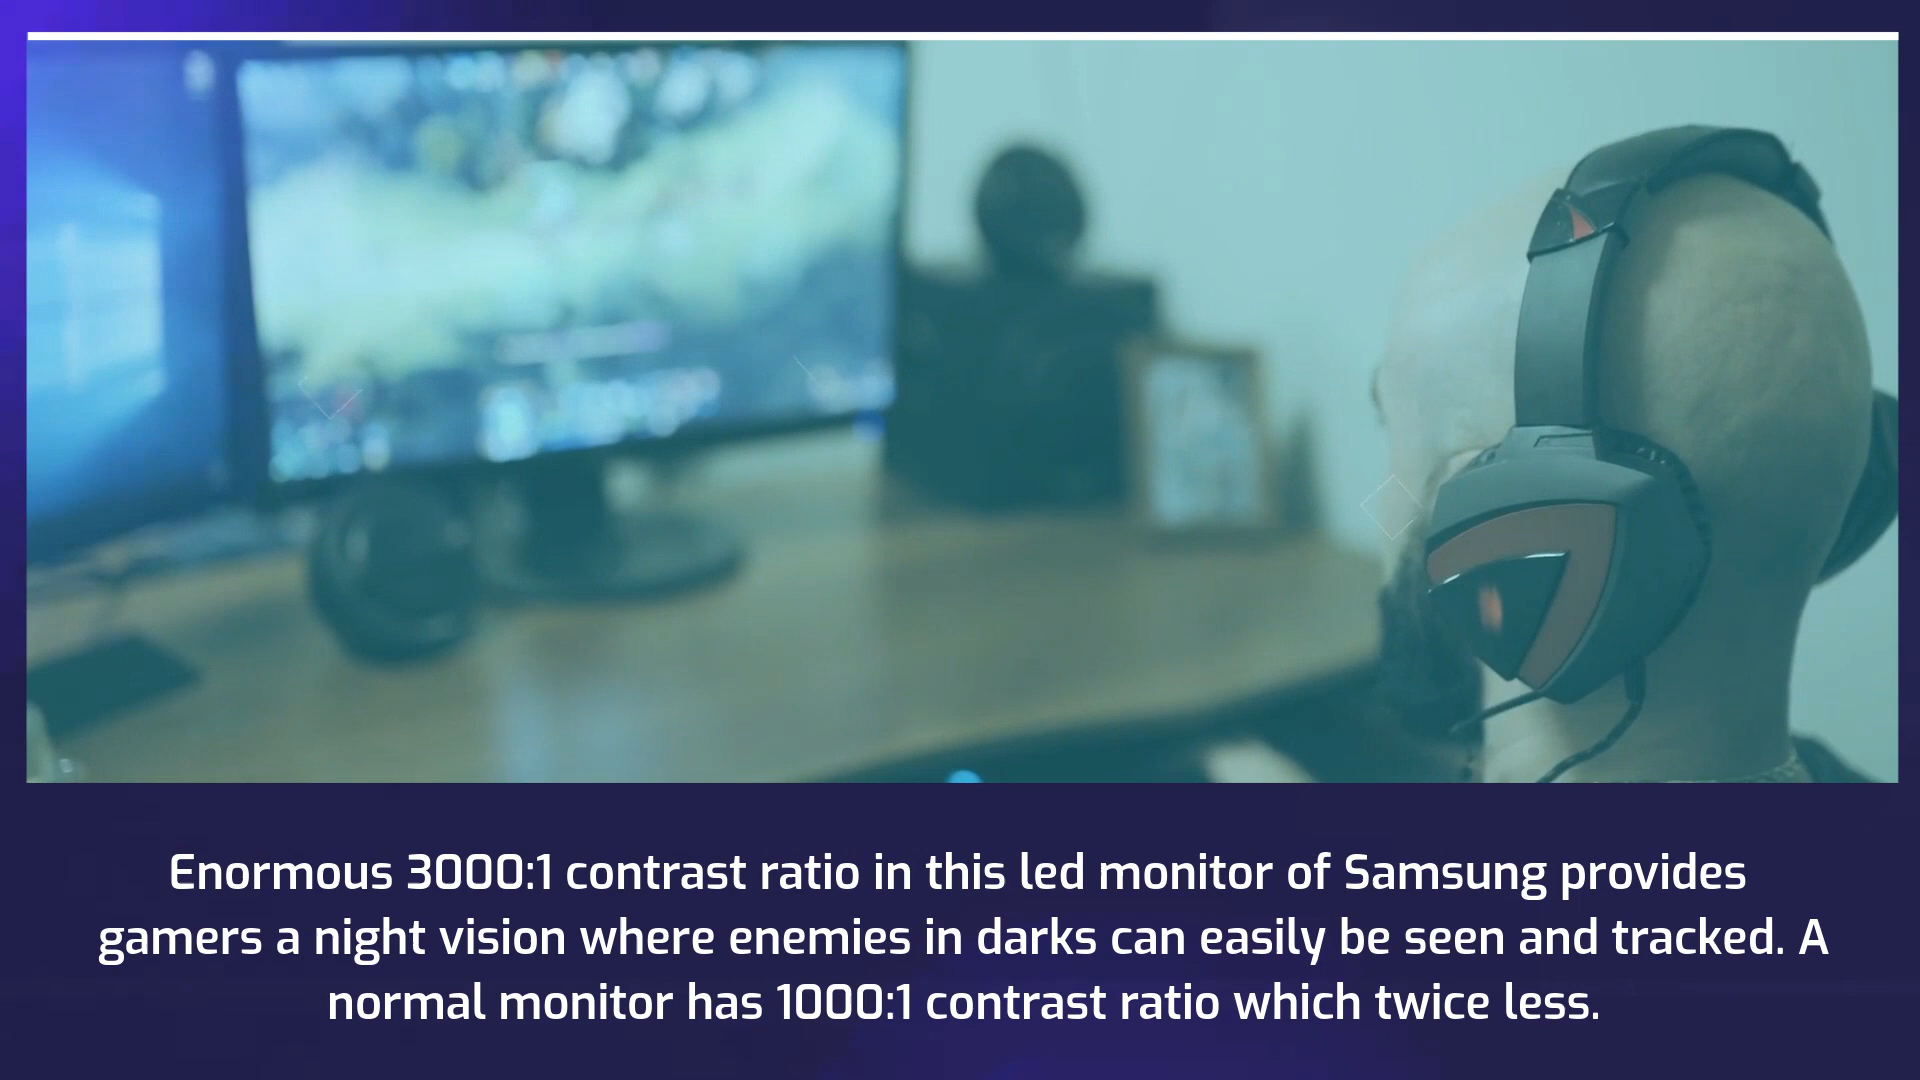 Enormous 3000:1 contrast ratio in this led monitor of Samsung provides
gamers a night vision where enemies in darks can easily be seen and tracked. A
normal monitor has 1000:1 contrast ratio which twice less.